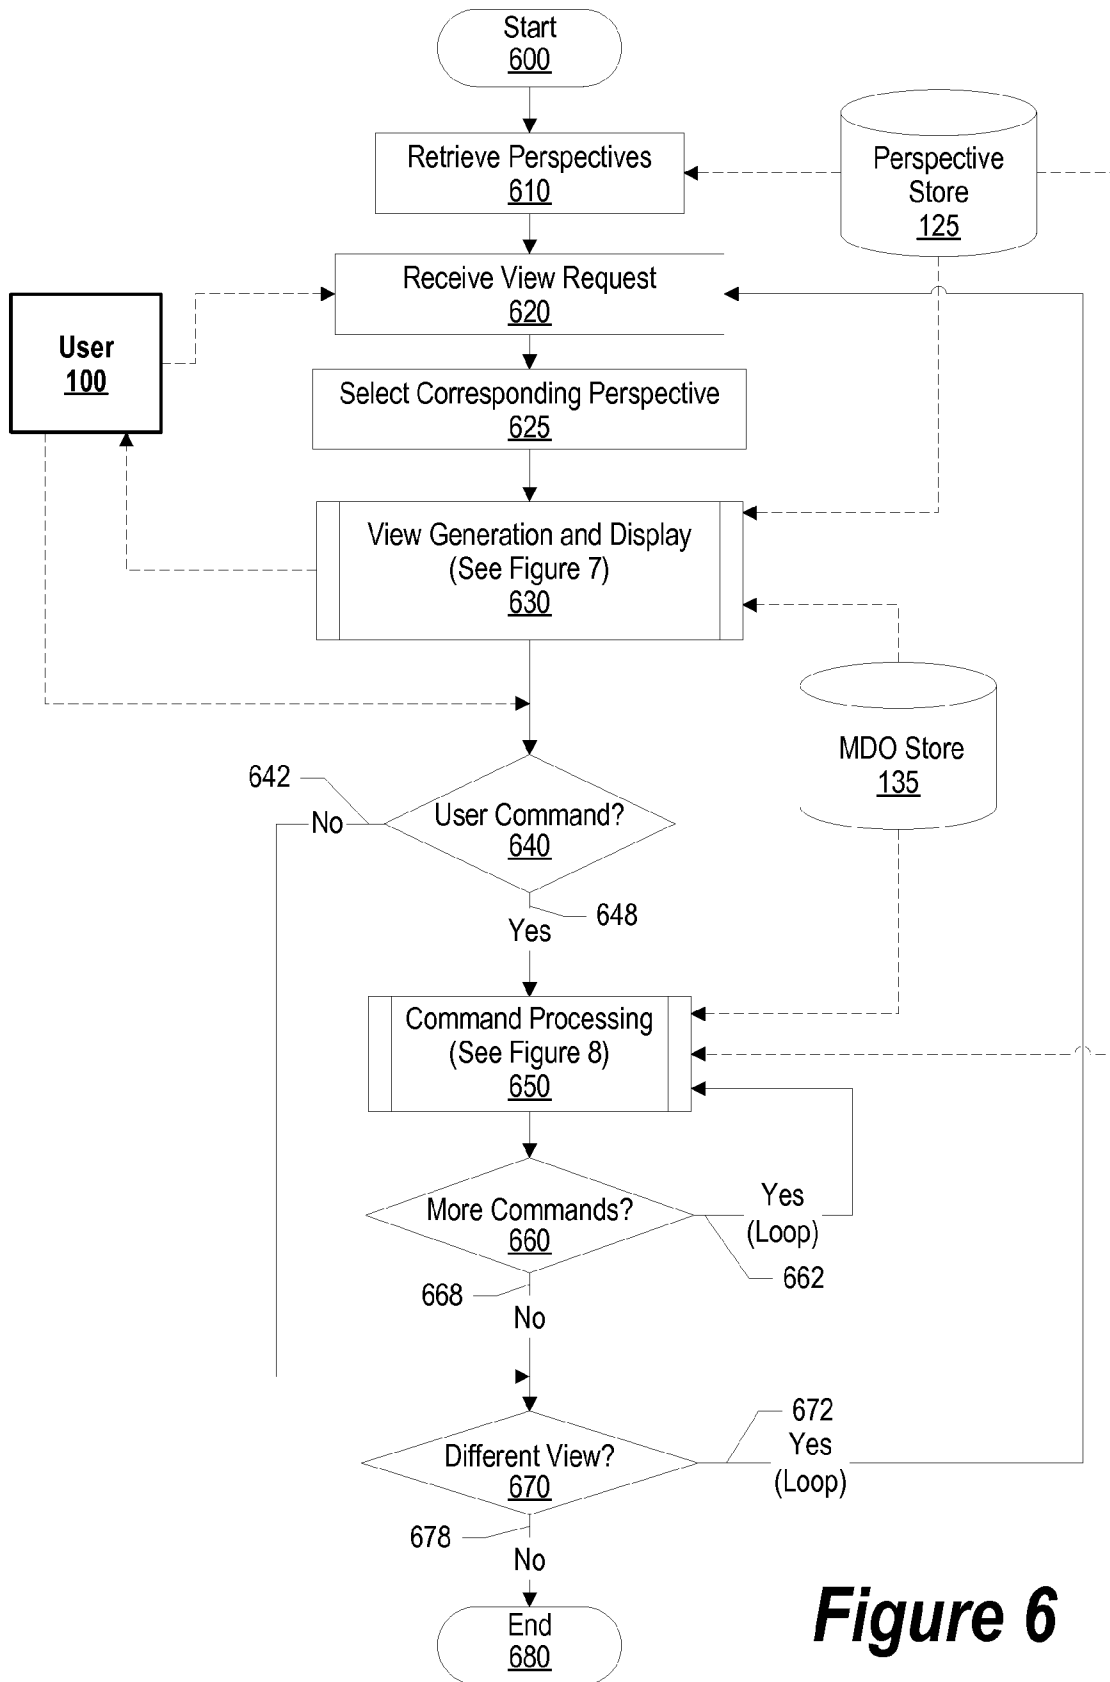 Start
600
Retrieve Perspectives
610
Perspective
Store
125
Receive View Request
620
User
100
Select Corresponding Perspective
625
View Generation and Display
(See Figure 7)
630
MDO Store
135
642
No
User Command?
640
648
Yes
Command Processing
(See Figure 8)
650
More Commands?
660
Yes
(Loop)
662
668
No
672
Different View?
670
Yes
(Loop)
678
No
End
680
Figure 6